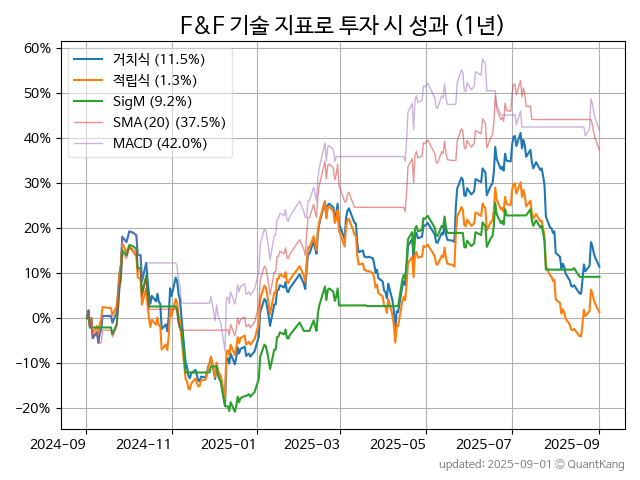 F&F 기술 지표로 투자 시 성과 (1년)
거치식 (11.5%)
적립식 (1.3%)
SigM (9.2%)
SMA(20) (37.5%)
MACD (42.0%)
60%
50%
40%
30%
20%
10%
0%
−10%
−20%
2024-09 2024-11 2025-01 2025-03 2025-05 2025-07 2025-09
updated: 2025-09-01 © QuantKang